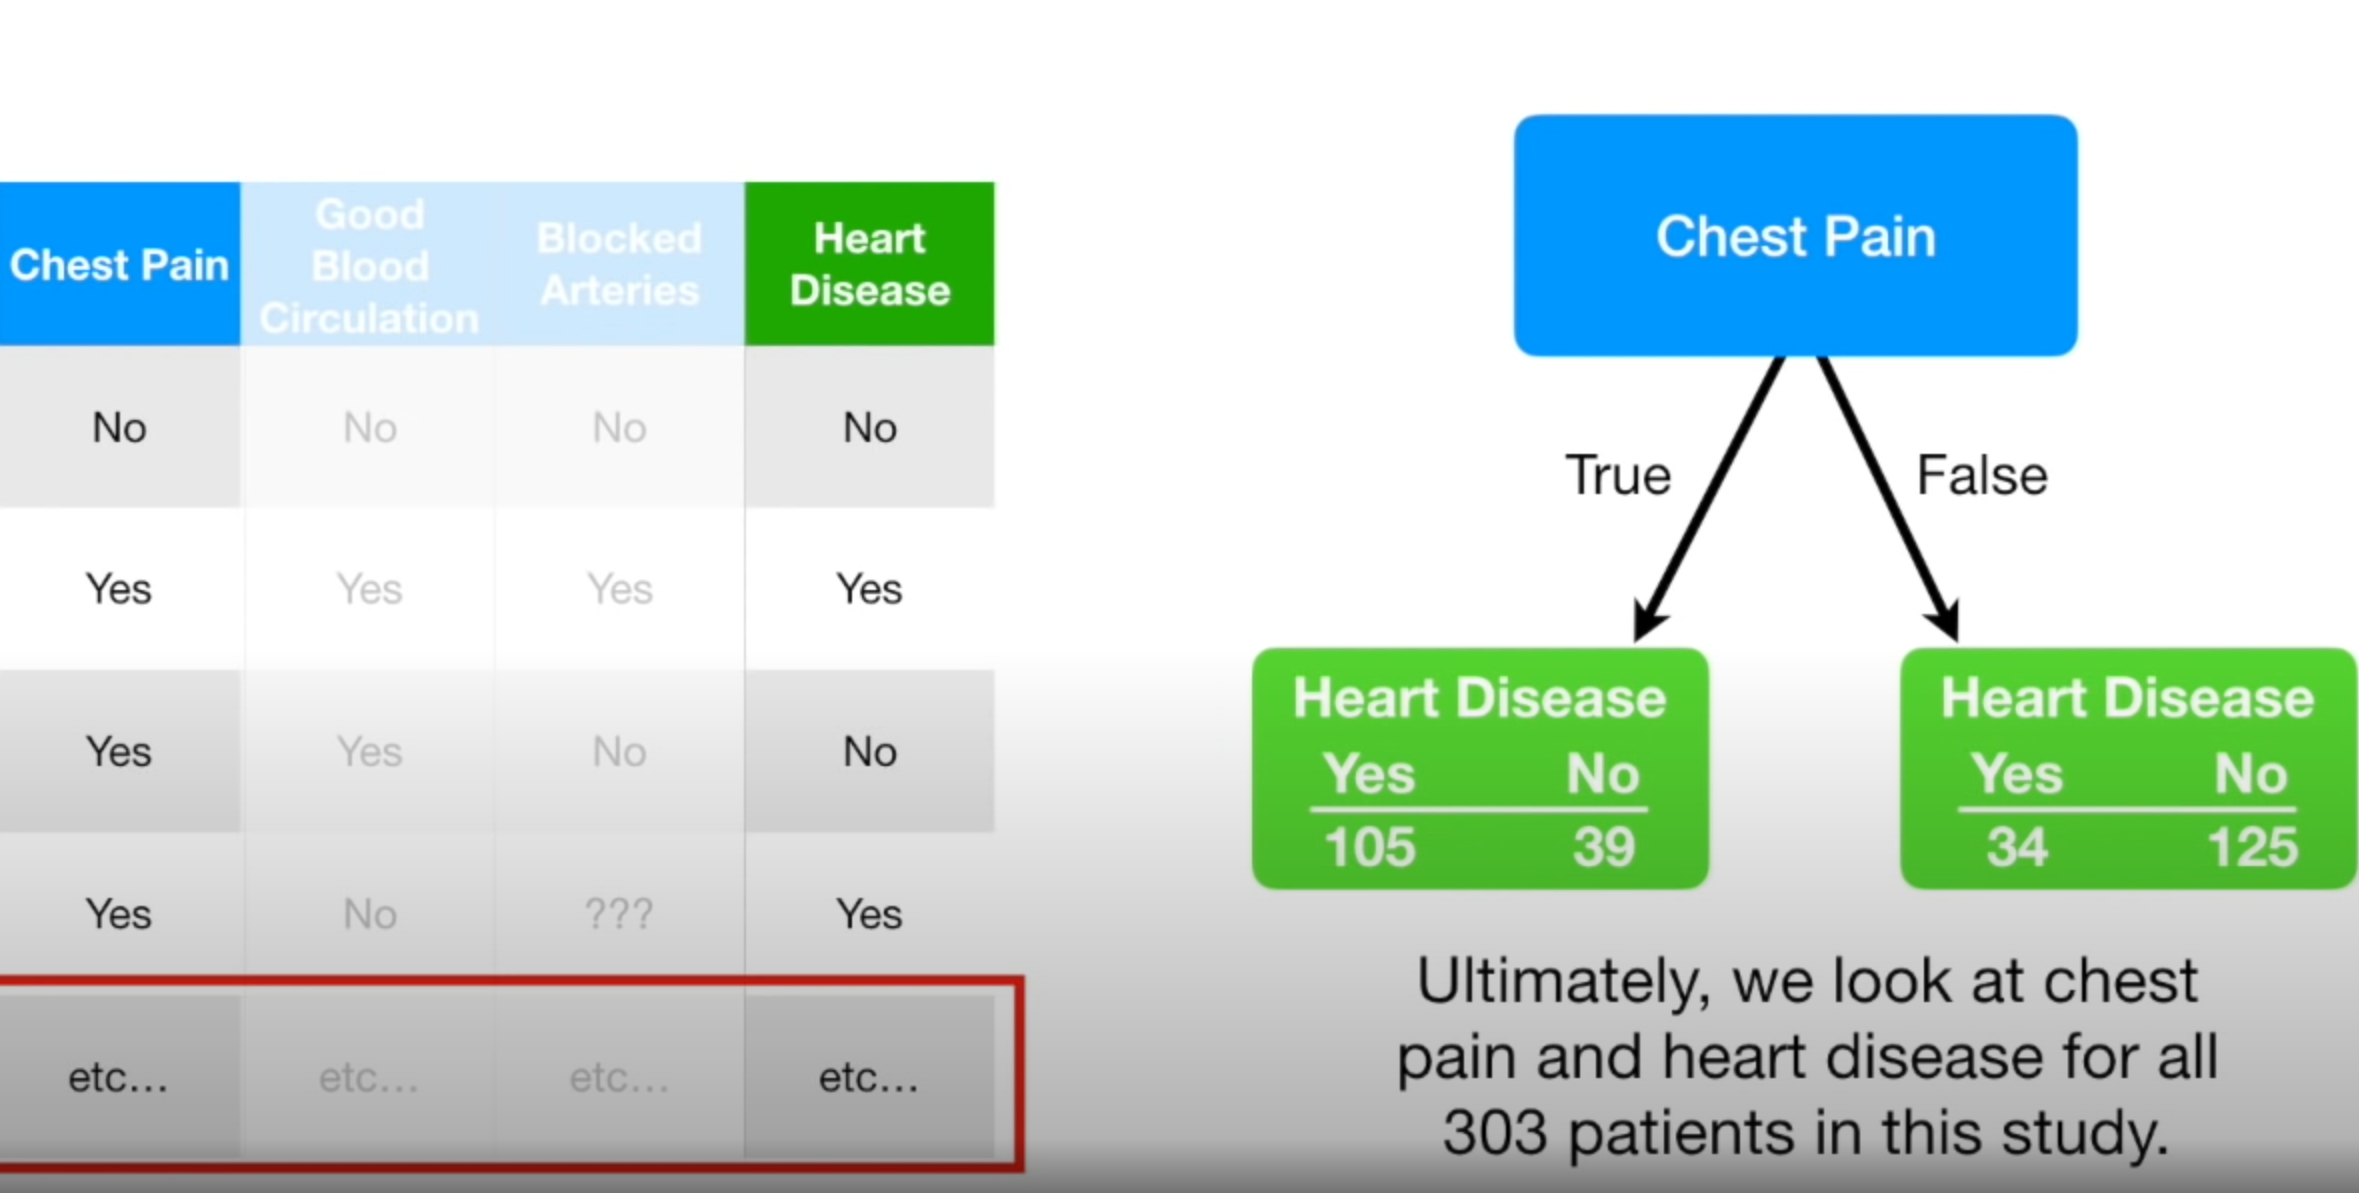 Chest Pain
Good
Blood
Circulation
Blocked
Arteries
Heart
Disease
No
No
No
No
Yes
Yes
Yes
Yes
Yes
Yes
No
No
Yes
No
???
Yes
etc...
etc...
etc...
etc...
Chest Pain
True
False
Heart Disease
Yes No
105 39
Heart Disease
Yes No
34 125
Ultimately, we look at chest
pain and heart disease for all
303 patients in this study.